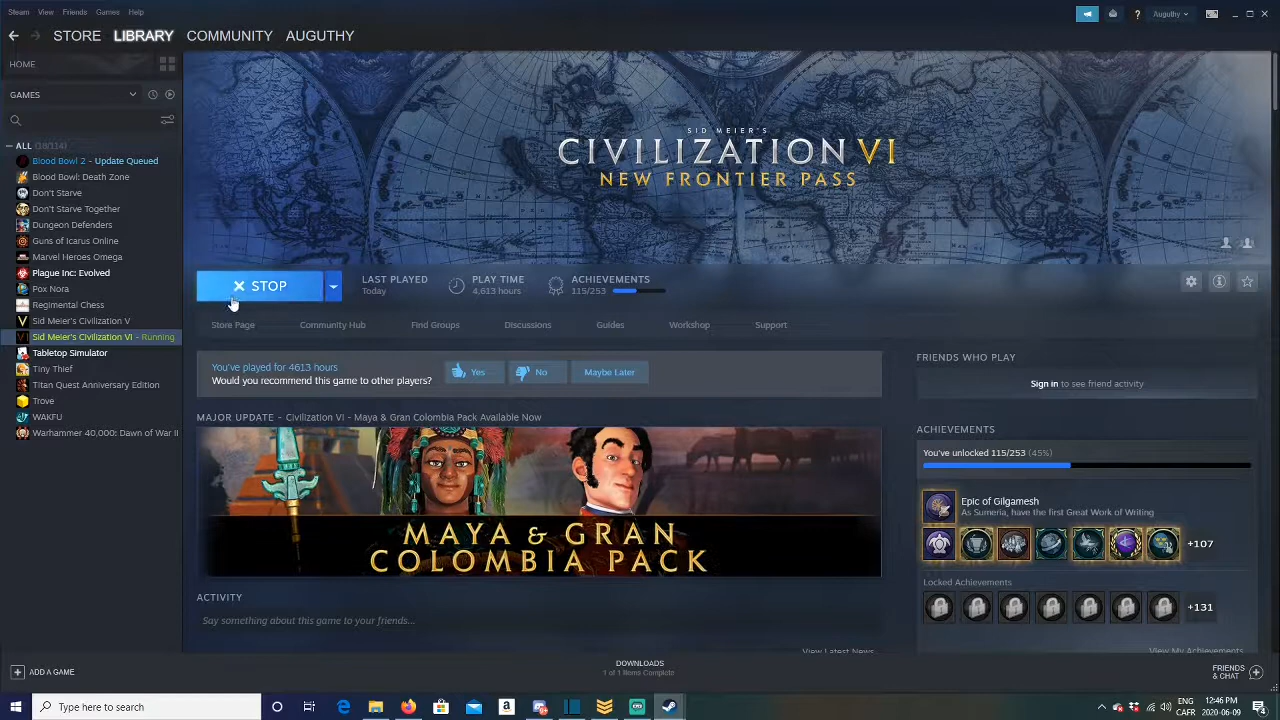 Steam View Friends Games Help
Auguthy
STORE LIBRARY COMMUNITY AUGUTHY
HOME
GAMES
ALL (38/114)
Blood Bowl 2 - Update Queued
Blood Bowl: Death Zone
Don't Starve
Don't Starve Together
Dungeon Defenders
Guns of Icarus Online
Marvel Heroes Omega
Plague Inc: Evolved
Pox Nora
Regimental Chess
Sid Meier's Civilization V
Sid Meier's Civilization VI - Running
Tabletop Simulator
Tiny Thief
Titan Quest Anniversary Edition
Trove
WAKFU
Warhammer 40,000: Dawn of War II
SID MEIER'S
CIVILIZATION VI
NEW FRONTIER PASS
STOP
LAST PLAYED
Today
PLAY TIME
4,613 hours
ACHIEVEMENTS
115/253
Store Page Community Hub Find Groups Discussions Guides Workshop Support
You've played for 4613 hours
Would you recommend this game to other players?
Yes No Maybe Later
MAJOR UPDATE - Civilization VI - Maya & Gran Colombia Pack Available Now
MAYA & GRAN
COLOMBIA PACK
ACTIVITY
Say something about this game to your friends...
View Latest News
FRIENDS WHO PLAY
Sign in to see friend activity
ACHIEVEMENTS
You've unlocked 115/253 (45%)
Epic of Gilgamesh
As Sumeria, have the first Great Work of Writing
+107
Locked Achievements
+131
View My Achievements
ADD A GAME
DOWNLOADS
1 of 1 Items Complete
FRIENDS
& CHAT
Type here to search
ENG
CAFR
12:46 PM
2020-06-09